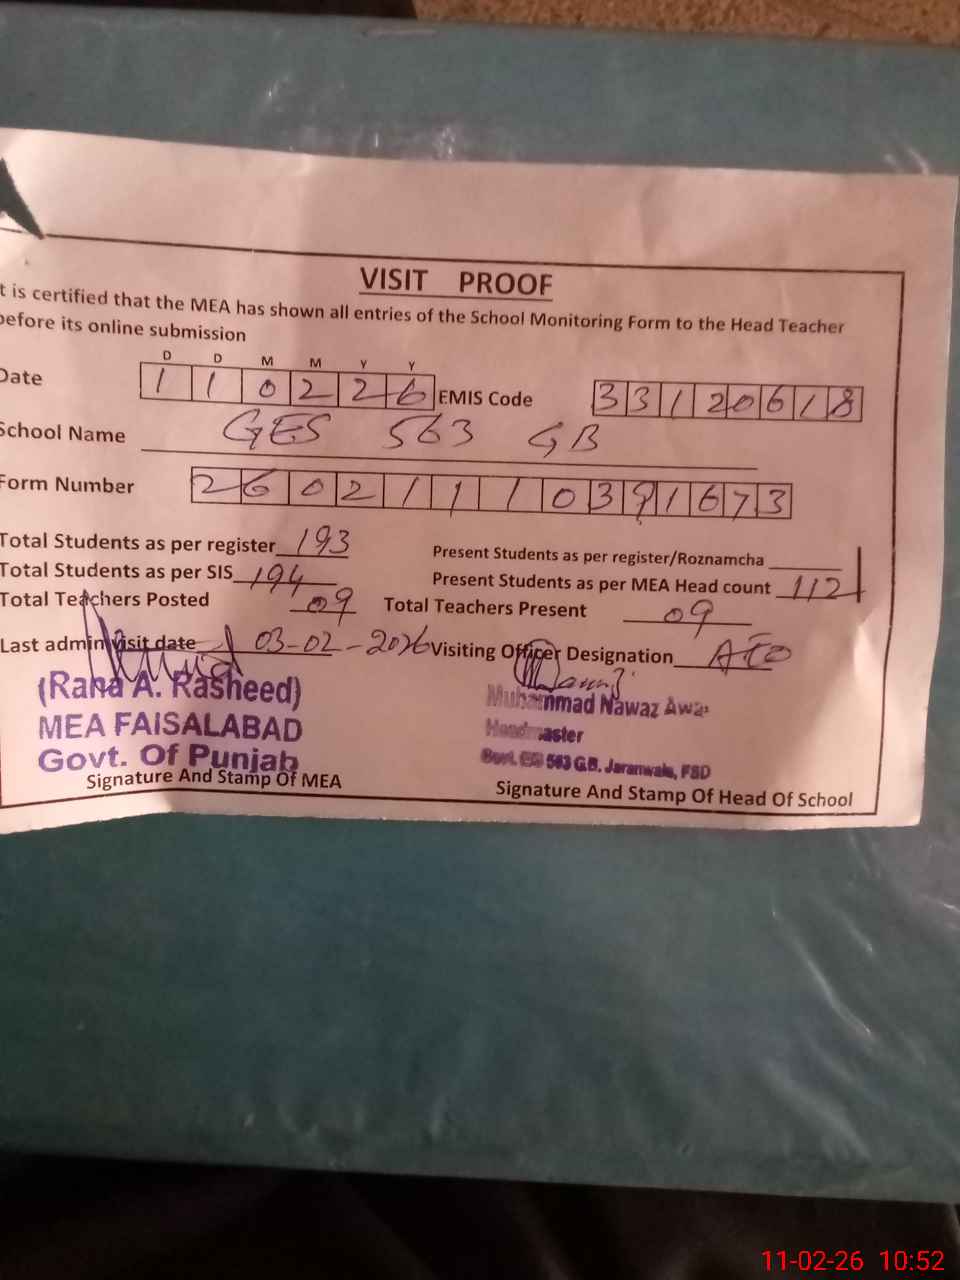 VISIT PROOF
t is certified that the MEA has shown all entries of the School Monitoring Form to the Head Teacher
before its online submission
D D M M Y Y
Date 1 1 0 2 2 6 EMIS Code 3 3 1 2 0 6 1 8
School Name GES 563 GB
Form Number 2 6 0 2 1 1 1 0 3 9 1 6 7 3
Total Students as per register 193 Present Students as per register/Roznamcha
Total Students as per SIS 194 Present Students as per MEA Head count 112
Total Teachers Posted 09 Total Teachers Present 09
Last admin visit date 03-02-2026 Visiting Officer Designation AEO
(Rana A. Rasheed)
MEA FAISALABAD
Govt. Of Punjab
Signature And Stamp Of MEA
Muhammad Nawaz Awa
Headmaster
Govt. ES 563 G.B. Jaranwala, FSD
Signature And Stamp Of Head Of School
11-02-26 10:52